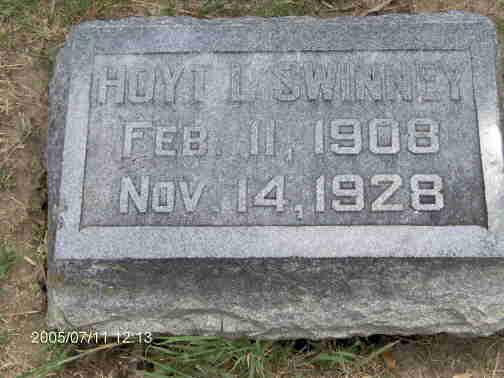 HOYT L. SWINNEY
FEB. 11, 1908
NOV. 14, 1928
2005/07/11 12:13